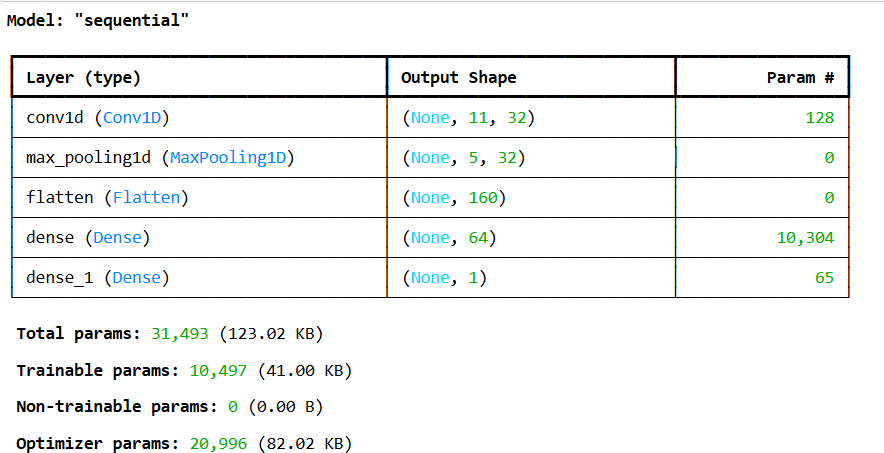 Model: "sequential"
Layer (type) Output Shape Param #
conv1d (Conv1D) (None, 11, 32) 128
max_pooling1d (MaxPooling1D) (None, 5, 32) 0
flatten (Flatten) (None, 160) 0
dense (Dense) (None, 64) 10,304
dense_1 (Dense) (None, 1) 65
Total params: 31,493 (123.02 KB)
Trainable params: 10,497 (41.00 KB)
Non-trainable params: 0 (0.00 B)
Optimizer params: 20,996 (82.02 KB)